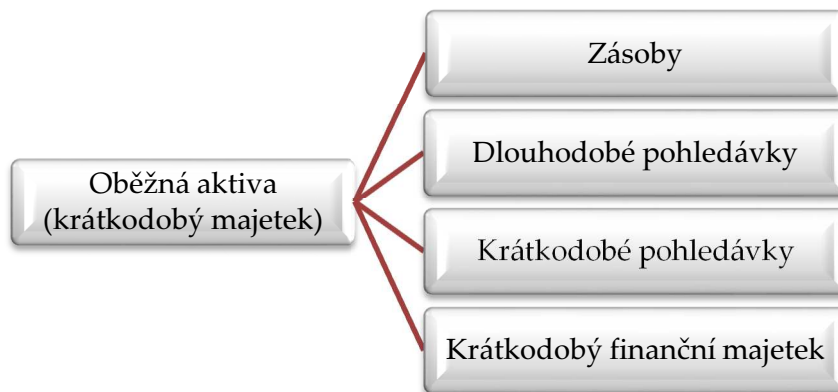 Zásoby
Dlouhodobé pohledávky
Oběžná aktiva
(krátkodobý majetek)
Krátkodobé pohledávky
Krátkodobý finanční majetek